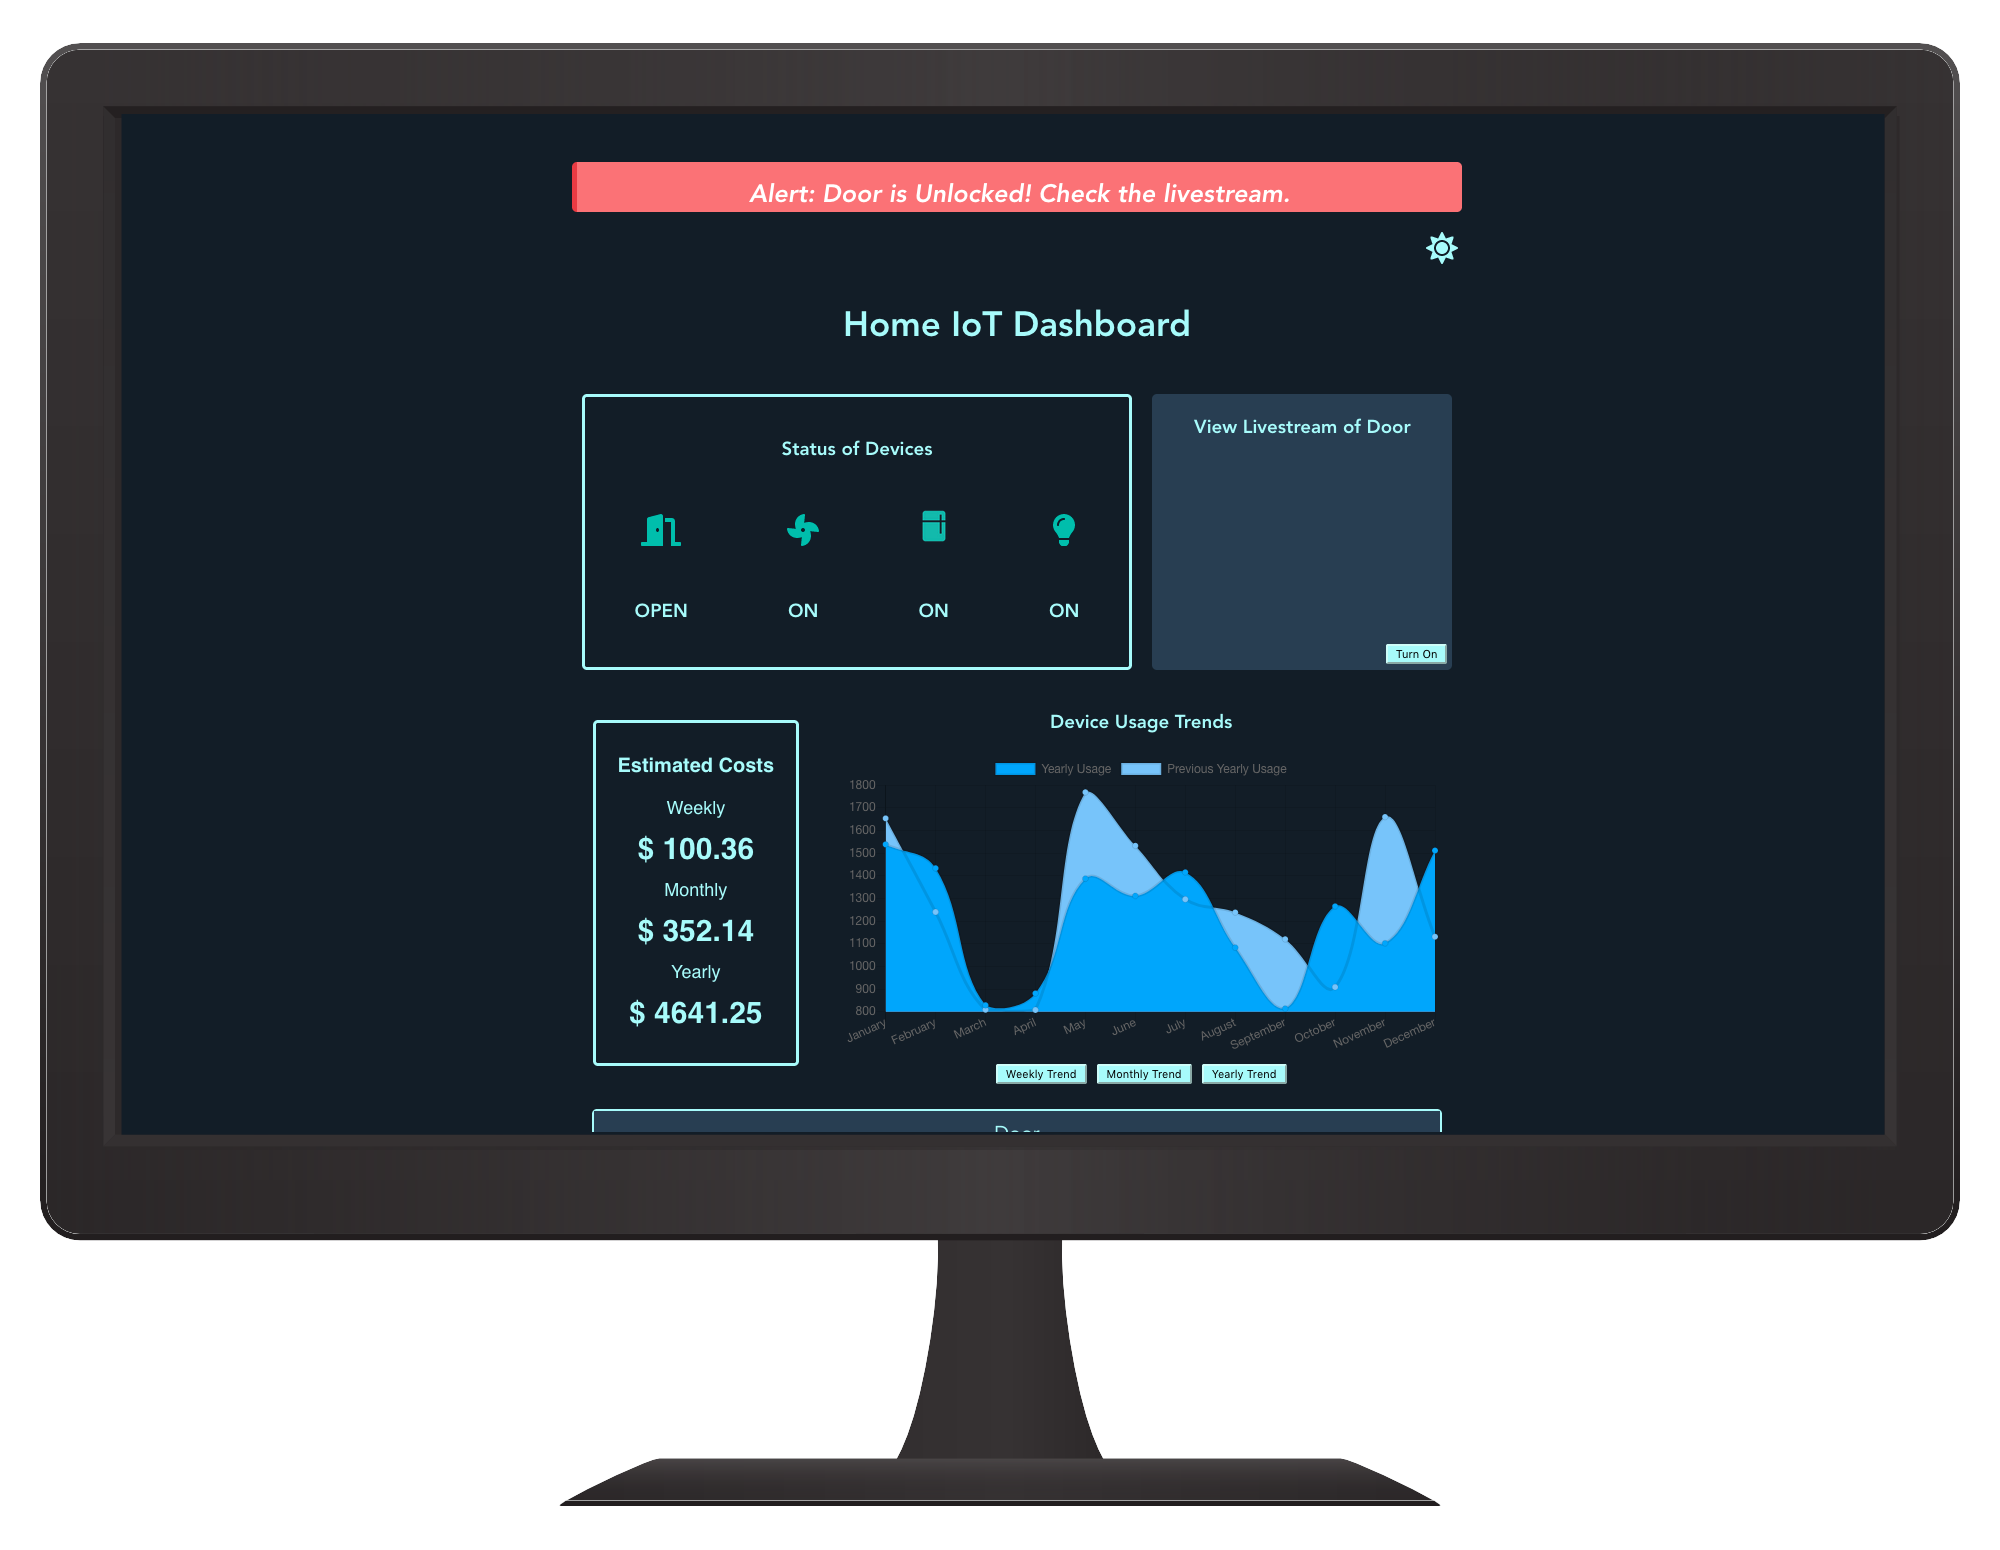 Alert: Door is Unlocked! Check the livestream.
Home IoT Dashboard
Status of Devices
OPEN ON ON ON
View Livestream of Door
Turn On
Estimated Costs
Weekly
$ 100.36
Monthly
$ 352.14
Yearly
$ 4641.25
Device Usage Trends
Yearly Usage Previous Yearly Usage
1800
1700
1600
1500
1400
1300
1200
1100
1000
900
800
January February March April May June July August September October November December
Weekly Trend Monthly Trend Yearly Trend